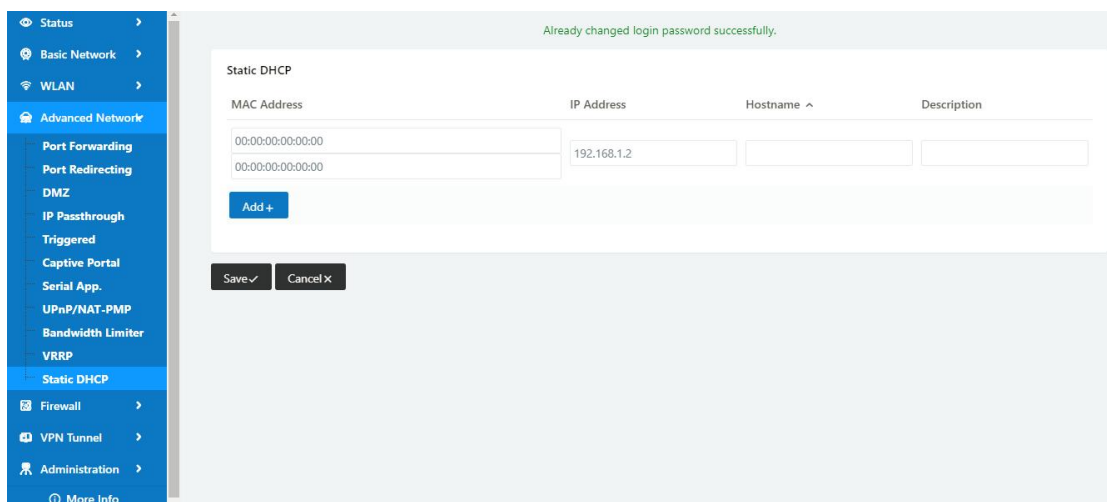 Status
Basic Network
WLAN
Advanced Network
Port Forwarding
Port Redirecting
DMZ
IP Passthrough
Triggered
Captive Portal
Serial App.
UPnP/NAT-PMP
Bandwidth Limiter
VRRP
Static DHCP
Firewall
VPN Tunnel
Administration
More Info
Already changed login password successfully.
Static DHCP
MAC Address IP Address Hostname Description
00:00:00:00:00:00
192.168.1.2
00:00:00:00:00:00
Add +
Save Cancel